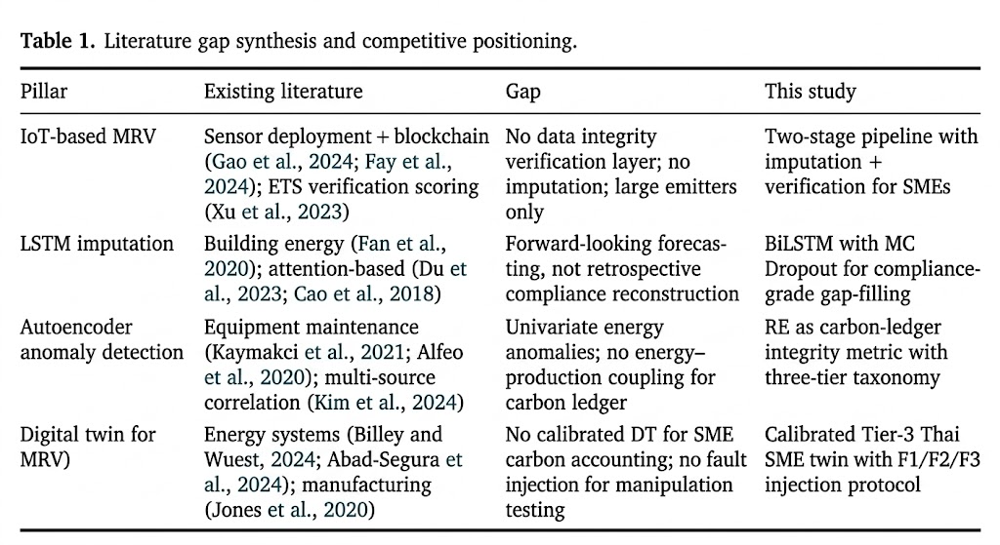 Table 1. Literature gap synthesis and competitive positioning.
Pillar Existing literature Gap This study
IoT-based MRV Sensor deployment + blockchain No data integrity Two-stage pipeline with
(Gao et al., 2024; Fay et al., verification layer; no imputation +
2024); ETS verification scoring imputation; large emitters verification for SMEs
(Xu et al., 2023) only
LSTM imputation Building energy (Fan et al., Forward-looking forecas- BiLSTM with MC
2020); attention-based (Du et ting, not retrospective Dropout for compliance-
al., 2023; Cao et al., 2018) compliance reconstruction grade gap-filling
Autoencoder Equipment maintenance Univariate energy RE as carbon-ledger
anomaly detection (Kaymakci et al., 2021; Alfeo anomalies; no energy– integrity metric with
et al., 2020); multi-source production coupling for three-tier taxonomy
correlation (Kim et al., 2024) carbon ledger
Digital twin for Energy systems (Billey and No calibrated DT for SME Calibrated Tier-3 Thai
MRV) Wuest, 2024; Abad-Segura et carbon accounting; no fault SME twin with F1/F2/F3
al., 2024); manufacturing injection for manipulation injection protocol
(Jones et al., 2020) testing